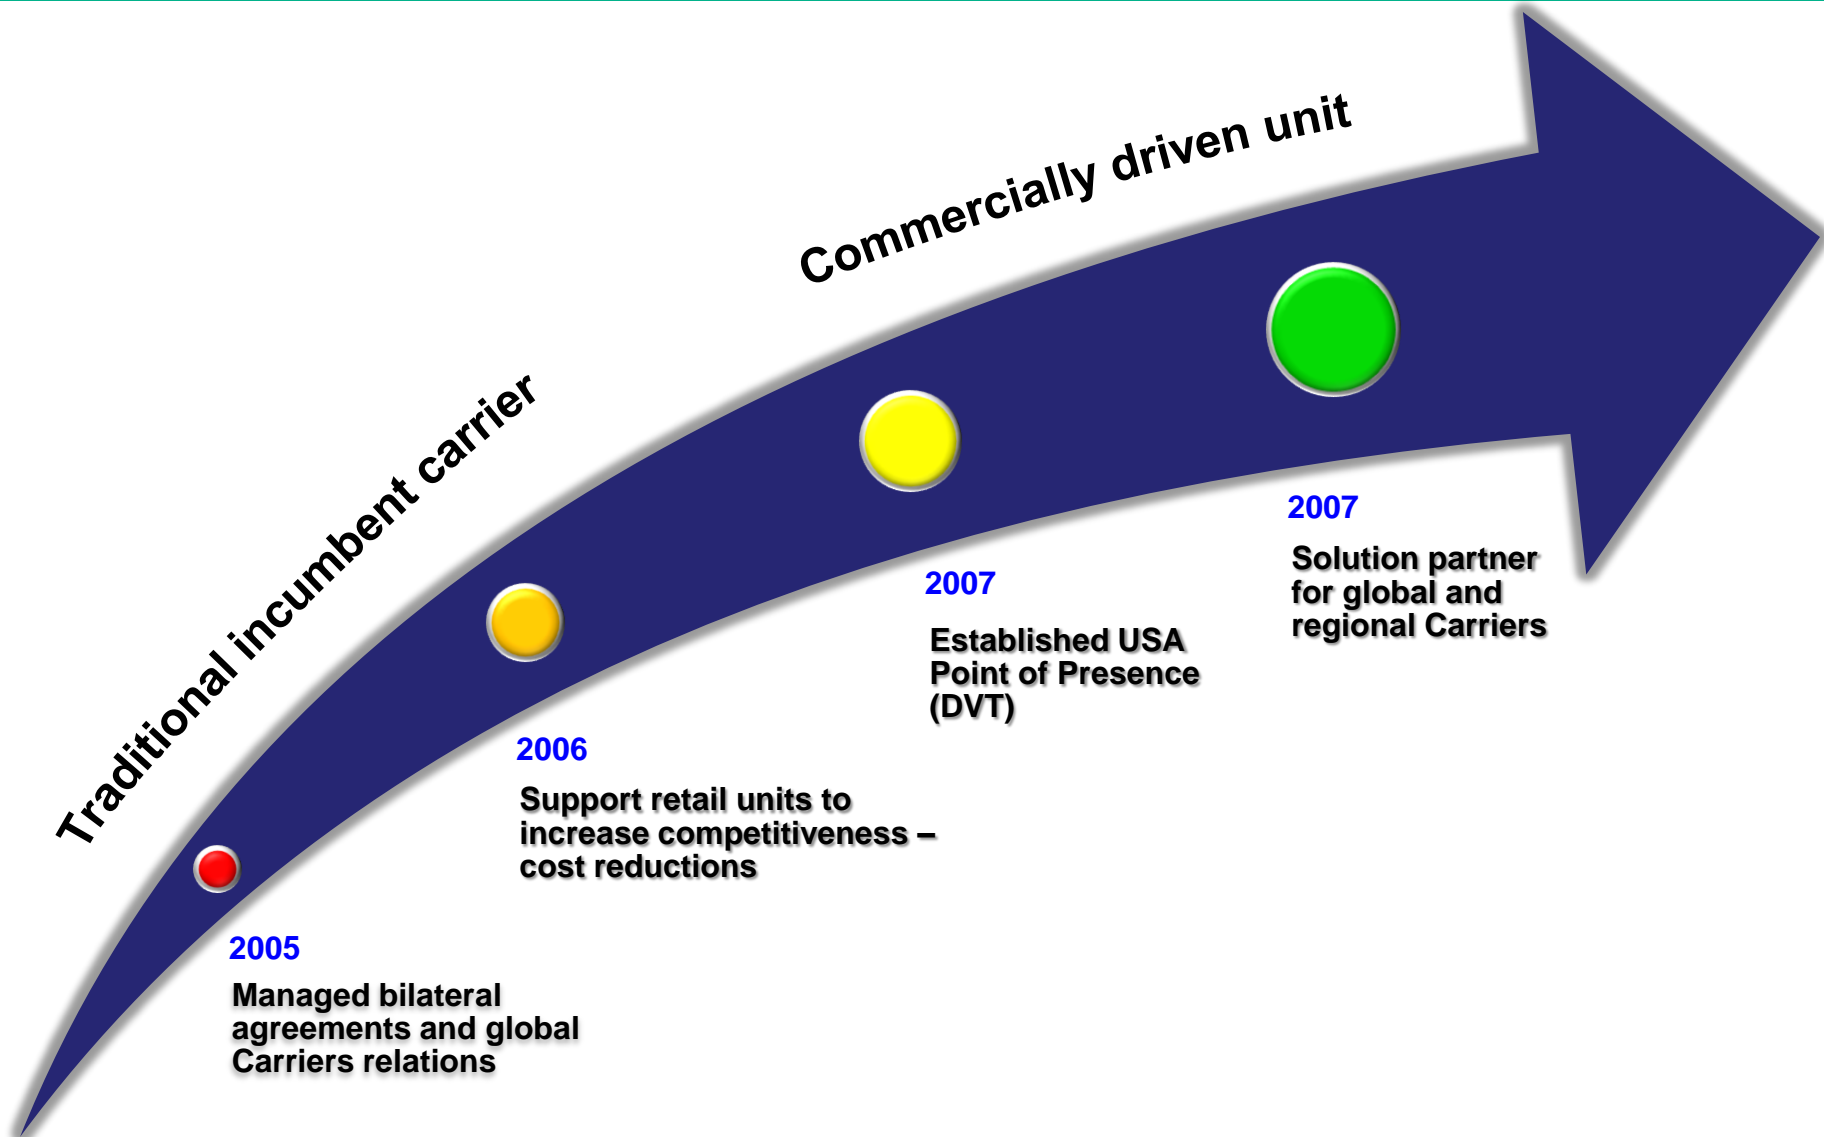 Traditional incumbent carrier
Commercially driven unit
2005
Managed bilateral
agreements and global
Carriers relations
2006
Support retail units to
increase competitiveness –
cost reductions
2007
Established USA
Point of Presence
(DVT)
2007
Solution partner
for global and
regional Carriers